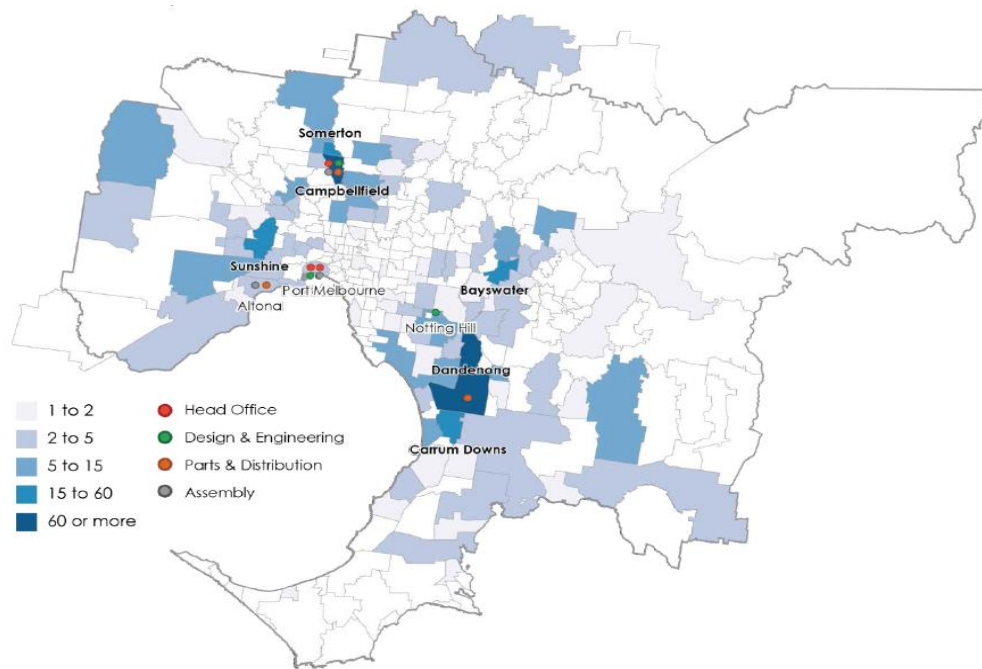 Somerton
Campbellfield
Sunshine
Port Melbourne
Altona
Bayswater
Notting Hill
Dandenong
Carrum Downs
1 to 2
2 to 5
5 to 15
15 to 60
60 or more
Head Office
Design & Engineering
Parts & Distribution
Assembly